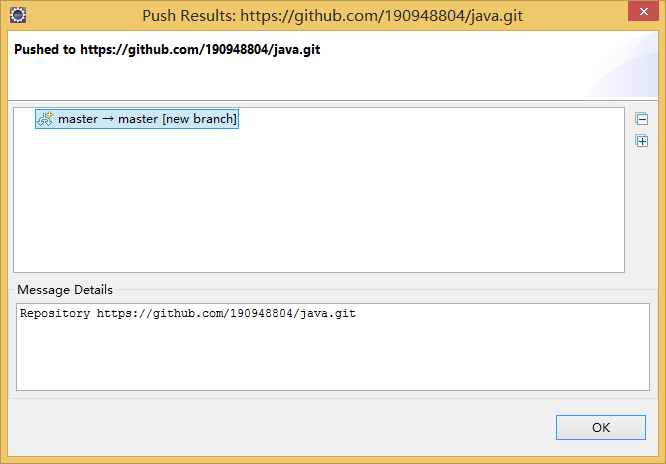 Push Results: https://github.com/190948804/java.git
Pushed to https://github.com/190948804/java.git
master → master [new branch]
Message Details
Repository https://github.com/190948804/java.git
OK